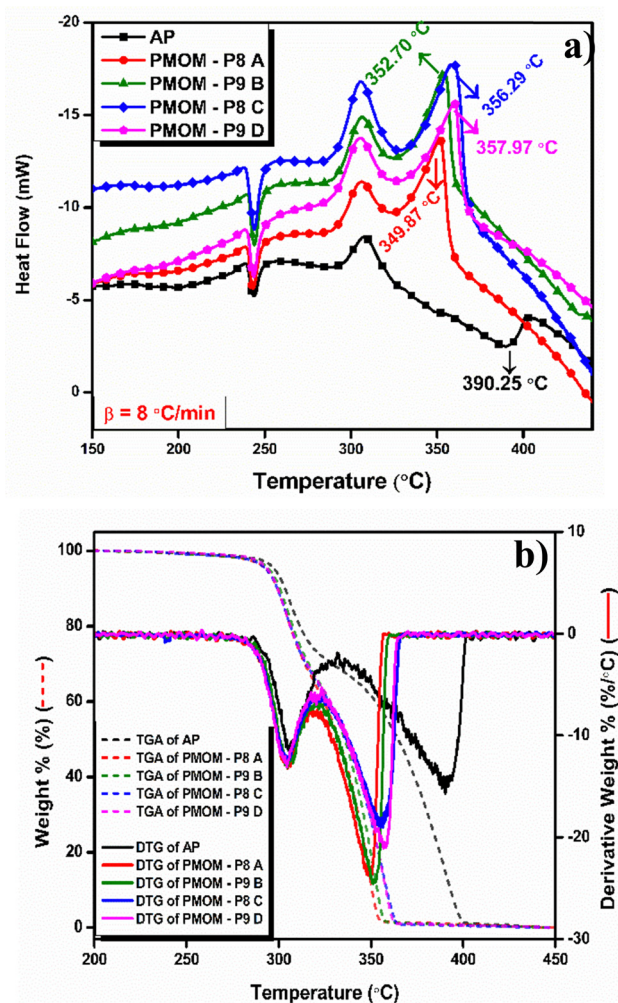 a)
AP
PMOM - P8 A
PMOM - P9 B
PMOM - P8 C
PMOM - P9 D
352.70 °C
356.29 °C
357.97 °C
349.87 °C
390.25 °C
β = 8 °C/min
Heat Flow (mW)
-20
-15
-10
-5
0
150 200 250 300 350 400
Temperature (°C)
b)
Weight % (%) (----)
100
80
60
40
20
0
Derivative Weight (%/°C) (——)
10
0
-10
-20
-30
TGA of AP
TGA of PMOM - P8 A
TGA of PMOM - P9 B
TGA of PMOM - P8 C
TGA of PMOM - P9 D
DTG of AP
DTG of PMOM - P8 A
DTG of PMOM - P9 B
DTG of PMOM - P8 C
DTG of PMOM - P9 D
200 250 300 350 400 450
Temperature (°C)